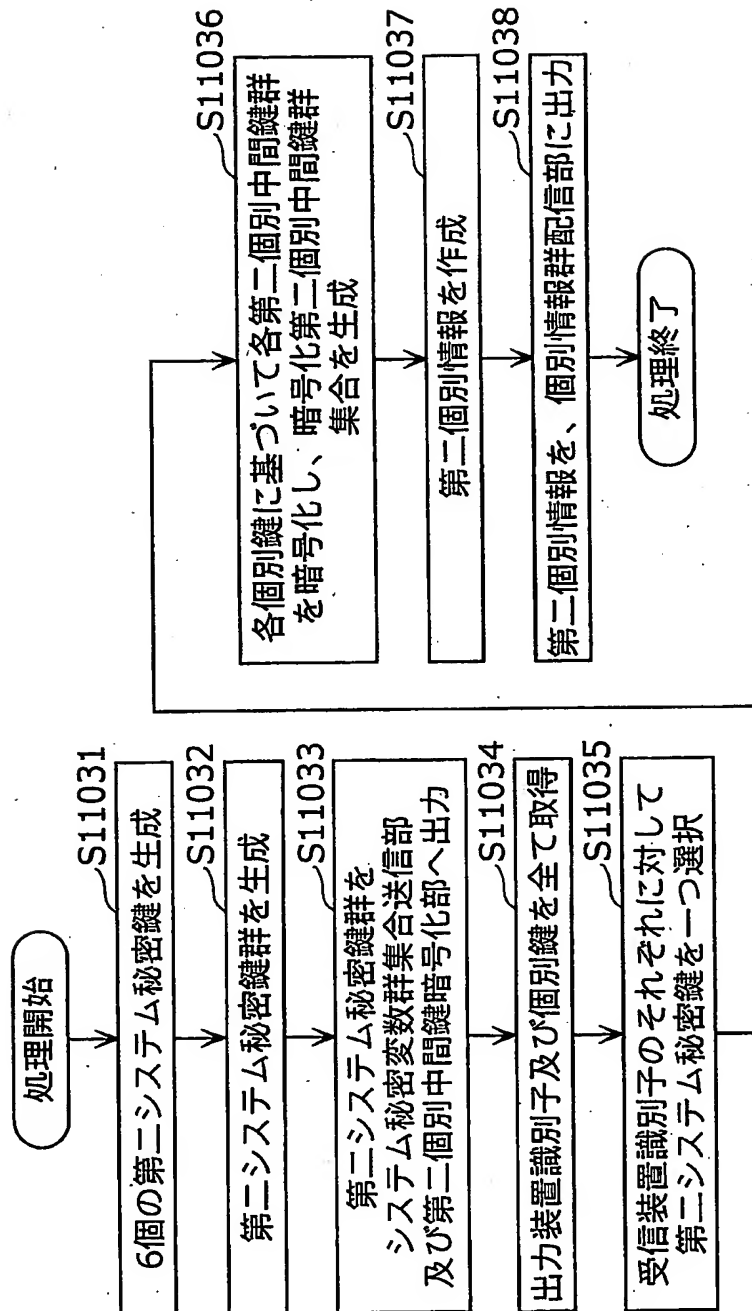 処理開始
S11031
6個の第二システム秘密鍵を生成
S11032
第二システム秘密鍵群を生成
S11033
第二システム秘密鍵群を
システム秘密変数群集合送信部
及び第二個別中間鍵暗号化部へ出力
S11034
出力装置識別子及び個別鍵を全て取得
S11035
受信装置識別子のそれぞれに対して
第二システム秘密鍵を一つ選択
S11036
各個別鍵に基づいて各第二個別中間鍵群
を暗号化し、暗号化第二個別中間鍵群
集合を生成
S11037
第二個別情報を作成
S11038
第二個別情報を、個別情報群配信部に出力
処理終了